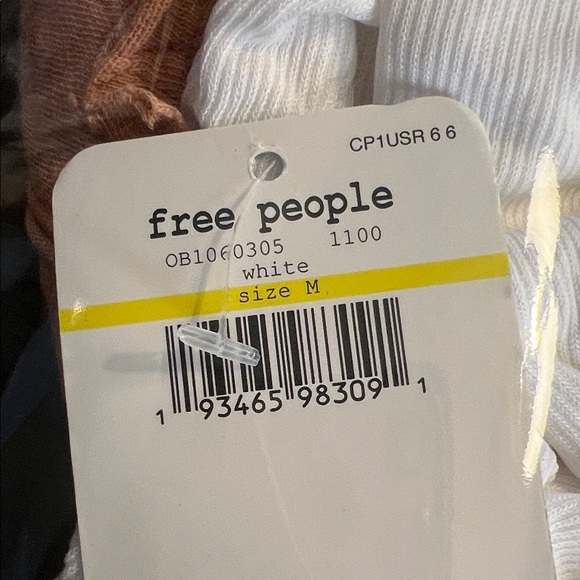 CP1USR 6 6
free people
OB1060305 1100
white
size M
1 93465 98309 1